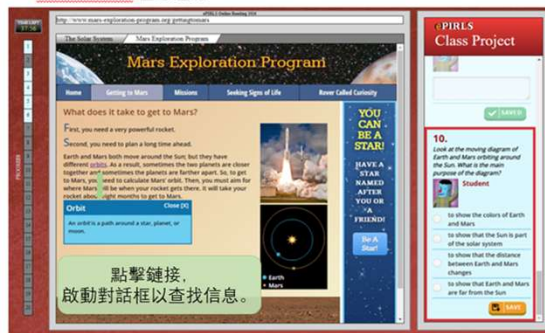 ePIRLS Online Reading 2016
TIME LEFT
37:56
http://www.mars-exploration-program.org/gettingtomars
The Solar System
Mars Exploration Program
Mars Exploration Program
Home
Getting to Mars
Missions
Seeking Signs of Life
Rover Called Curiosity
What does it take to get to Mars?
First, you need a very powerful rocket.
Second, you need to plan a long time ahead.
Earth and Mars both move around the Sun, but they have
different orbits. As a result, sometimes the two planets are closer
together and sometimes the planets are farther apart. So, to get
to Mars, you need to calculate Mars' orbit. Then, you must aim for
where Mars will be when your rocket gets there. It will take your
rocket about eight months to get to Mars.
Orbit
Close [X]
An orbit is a path around a star, planet, or
moon.
點擊鏈接,
啟動對話框以查找信息。
Earth
Mars
YOU
CAN
BE A
STAR!
HAVE A
STAR
NAMED
AFTER
YOU OR
A
FRIEND!
Be A
Star!
PROGRESS
ePIRLS
Class Project
SAVED
10.
Look at the moving diagram of
Earth and Mars orbiting around
the Sun. What is the main
purpose of the diagram?
Student
to show the colors of Earth
and Mars
to show that the Sun is part
of the solar system
to show that the distance
between Earth and Mars
changes
to show that Earth and Mars
are far from the Sun
SAVE